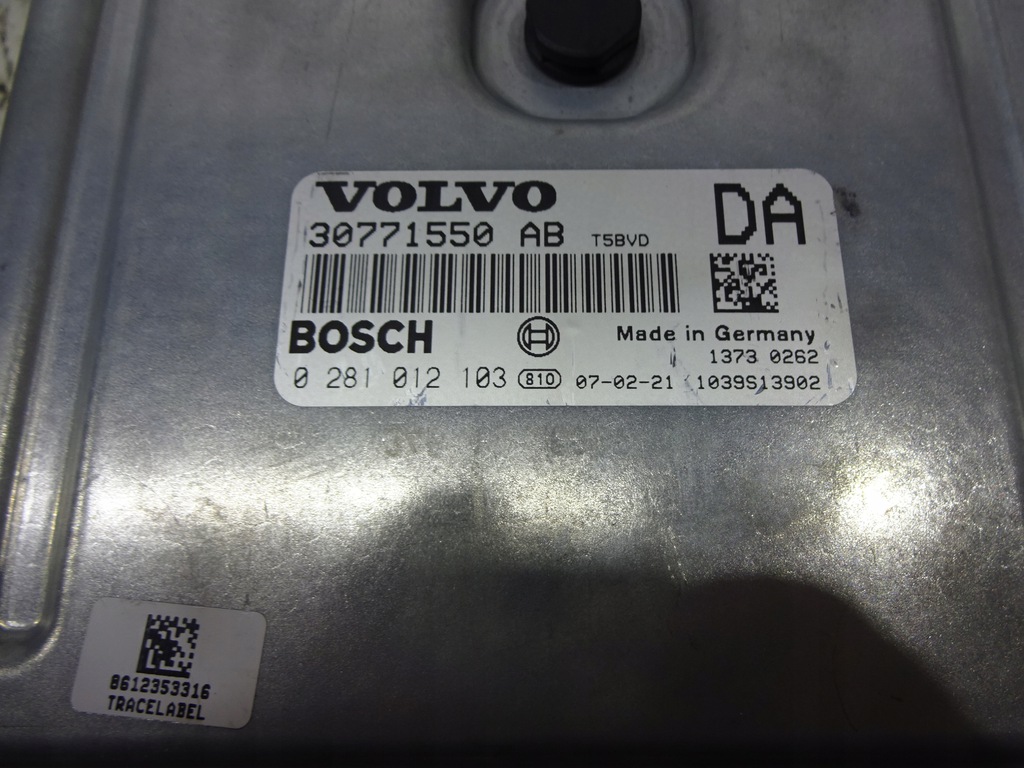 VOLVO
30771550 AB T5BVD
DA
BOSCH
Made in Germany
1373 0262
0 281 012 103 810 07-02-21 1039S13902
8612353316
TRACELABEL